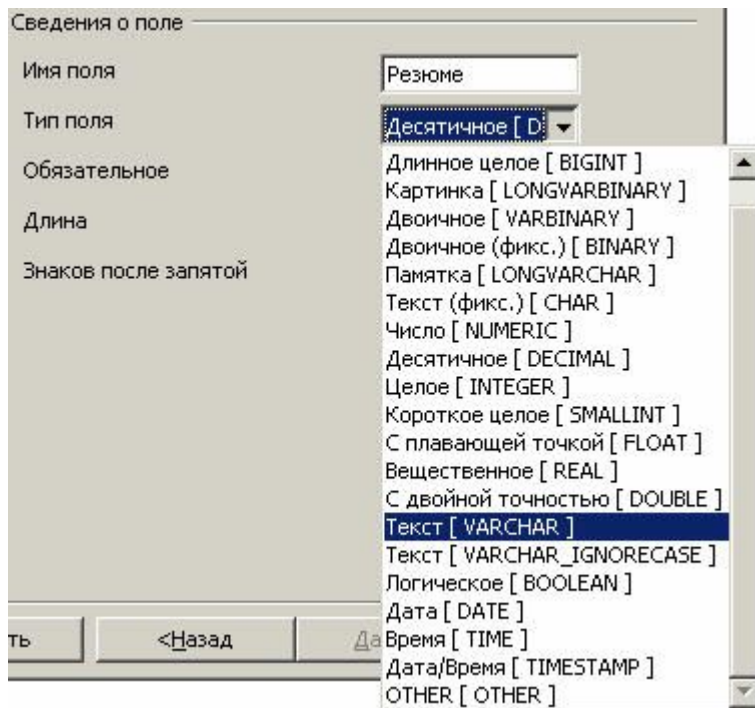 Сведения о поле
Имя поля Резюме
Тип поля Десятичное [ D
Обязательное
Длина
Знаков после запятой
Длинное целое [ BIGINT ]
Картинка [ LONGVARBINARY ]
Двоичное [ VARBINARY ]
Двоичное (фикс.) [ BINARY ]
Памятка [ LONGVARCHAR ]
Текст (фикс.) [ CHAR ]
Число [ NUMERIC ]
Десятичное [ DECIMAL ]
Целое [ INTEGER ]
Короткое целое [ SMALLINT ]
С плавающей точкой [ FLOAT ]
Вещественное [ REAL ]
С двойной точностью [ DOUBLE ]
Текст [ VARCHAR ]
Текст [ VARCHAR_IGNORECASE ]
Логическое [ BOOLEAN ]
Дата [ DATE ]
Время [ TIME ]
Дата/Время [ TIMESTAMP ]
OTHER [ OTHER ]
ть <Назад Да